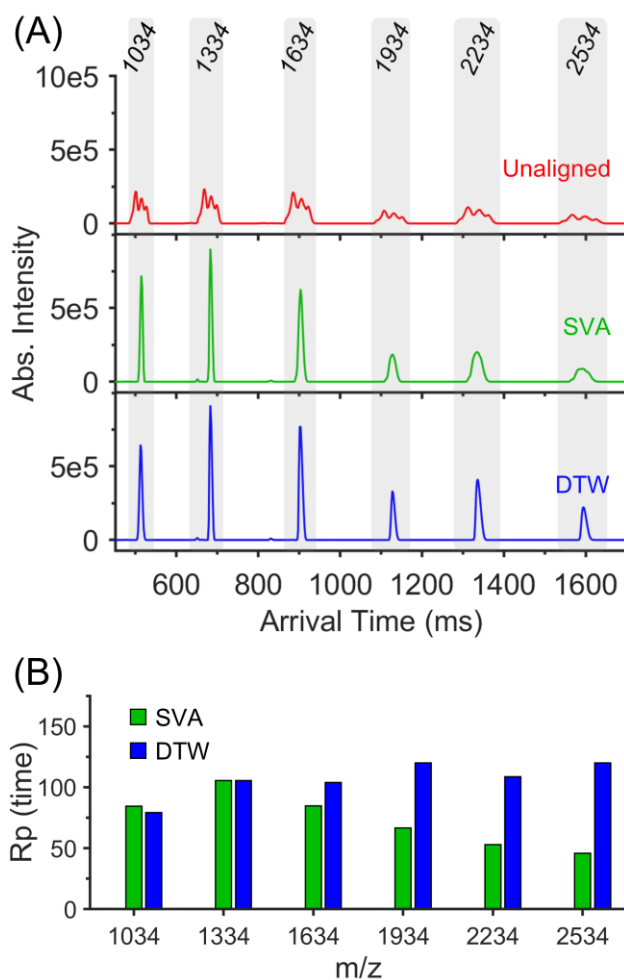 (A)
1034 1334 1634 1934 2234 2534
10e5
5e5
Unaligned
0
Abs. Intensity
5e5
SVA
0
5e5
DTW
0
600 800 1000 1200 1400 1600
Arrival Time (ms)
(B)
150
SVA
DTW
100
Rp (time)
50
0
1034 1334 1634 1934 2234 2534
m/z